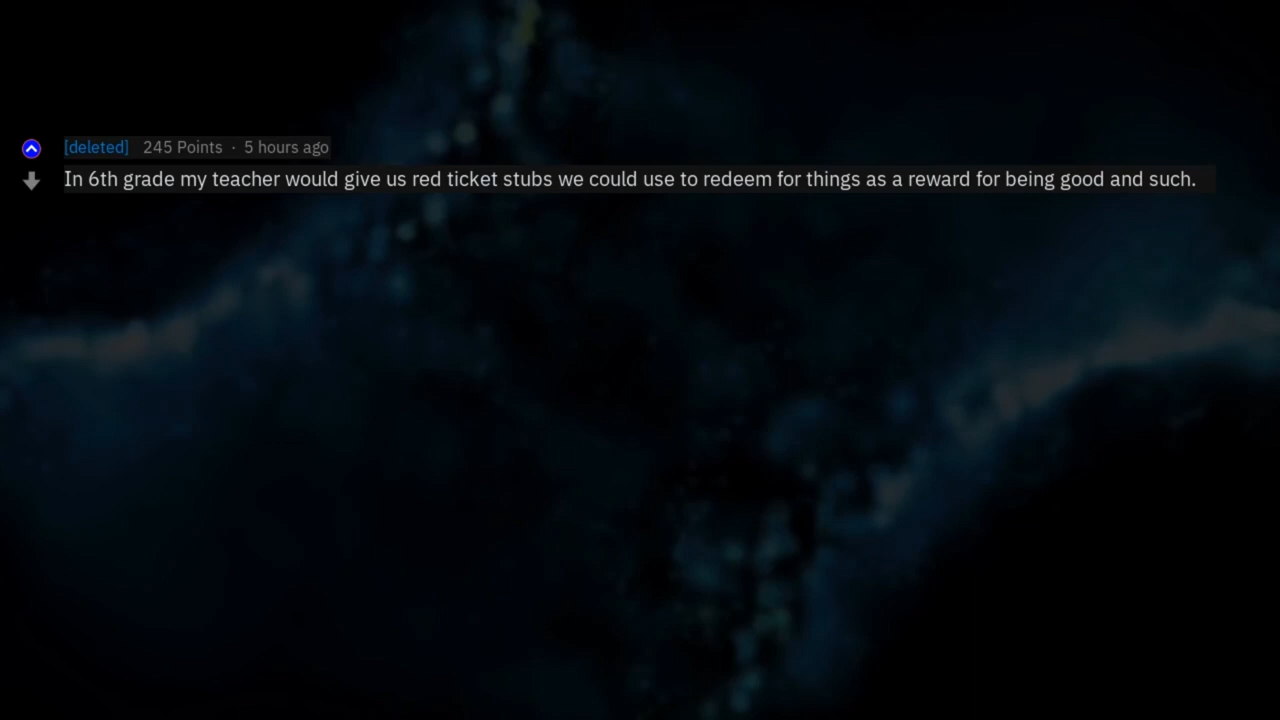 [deleted] 245 Points · 5 hours ago
In 6th grade my teacher would give us red ticket stubs we could use to redeem for things as a reward for being good and such.